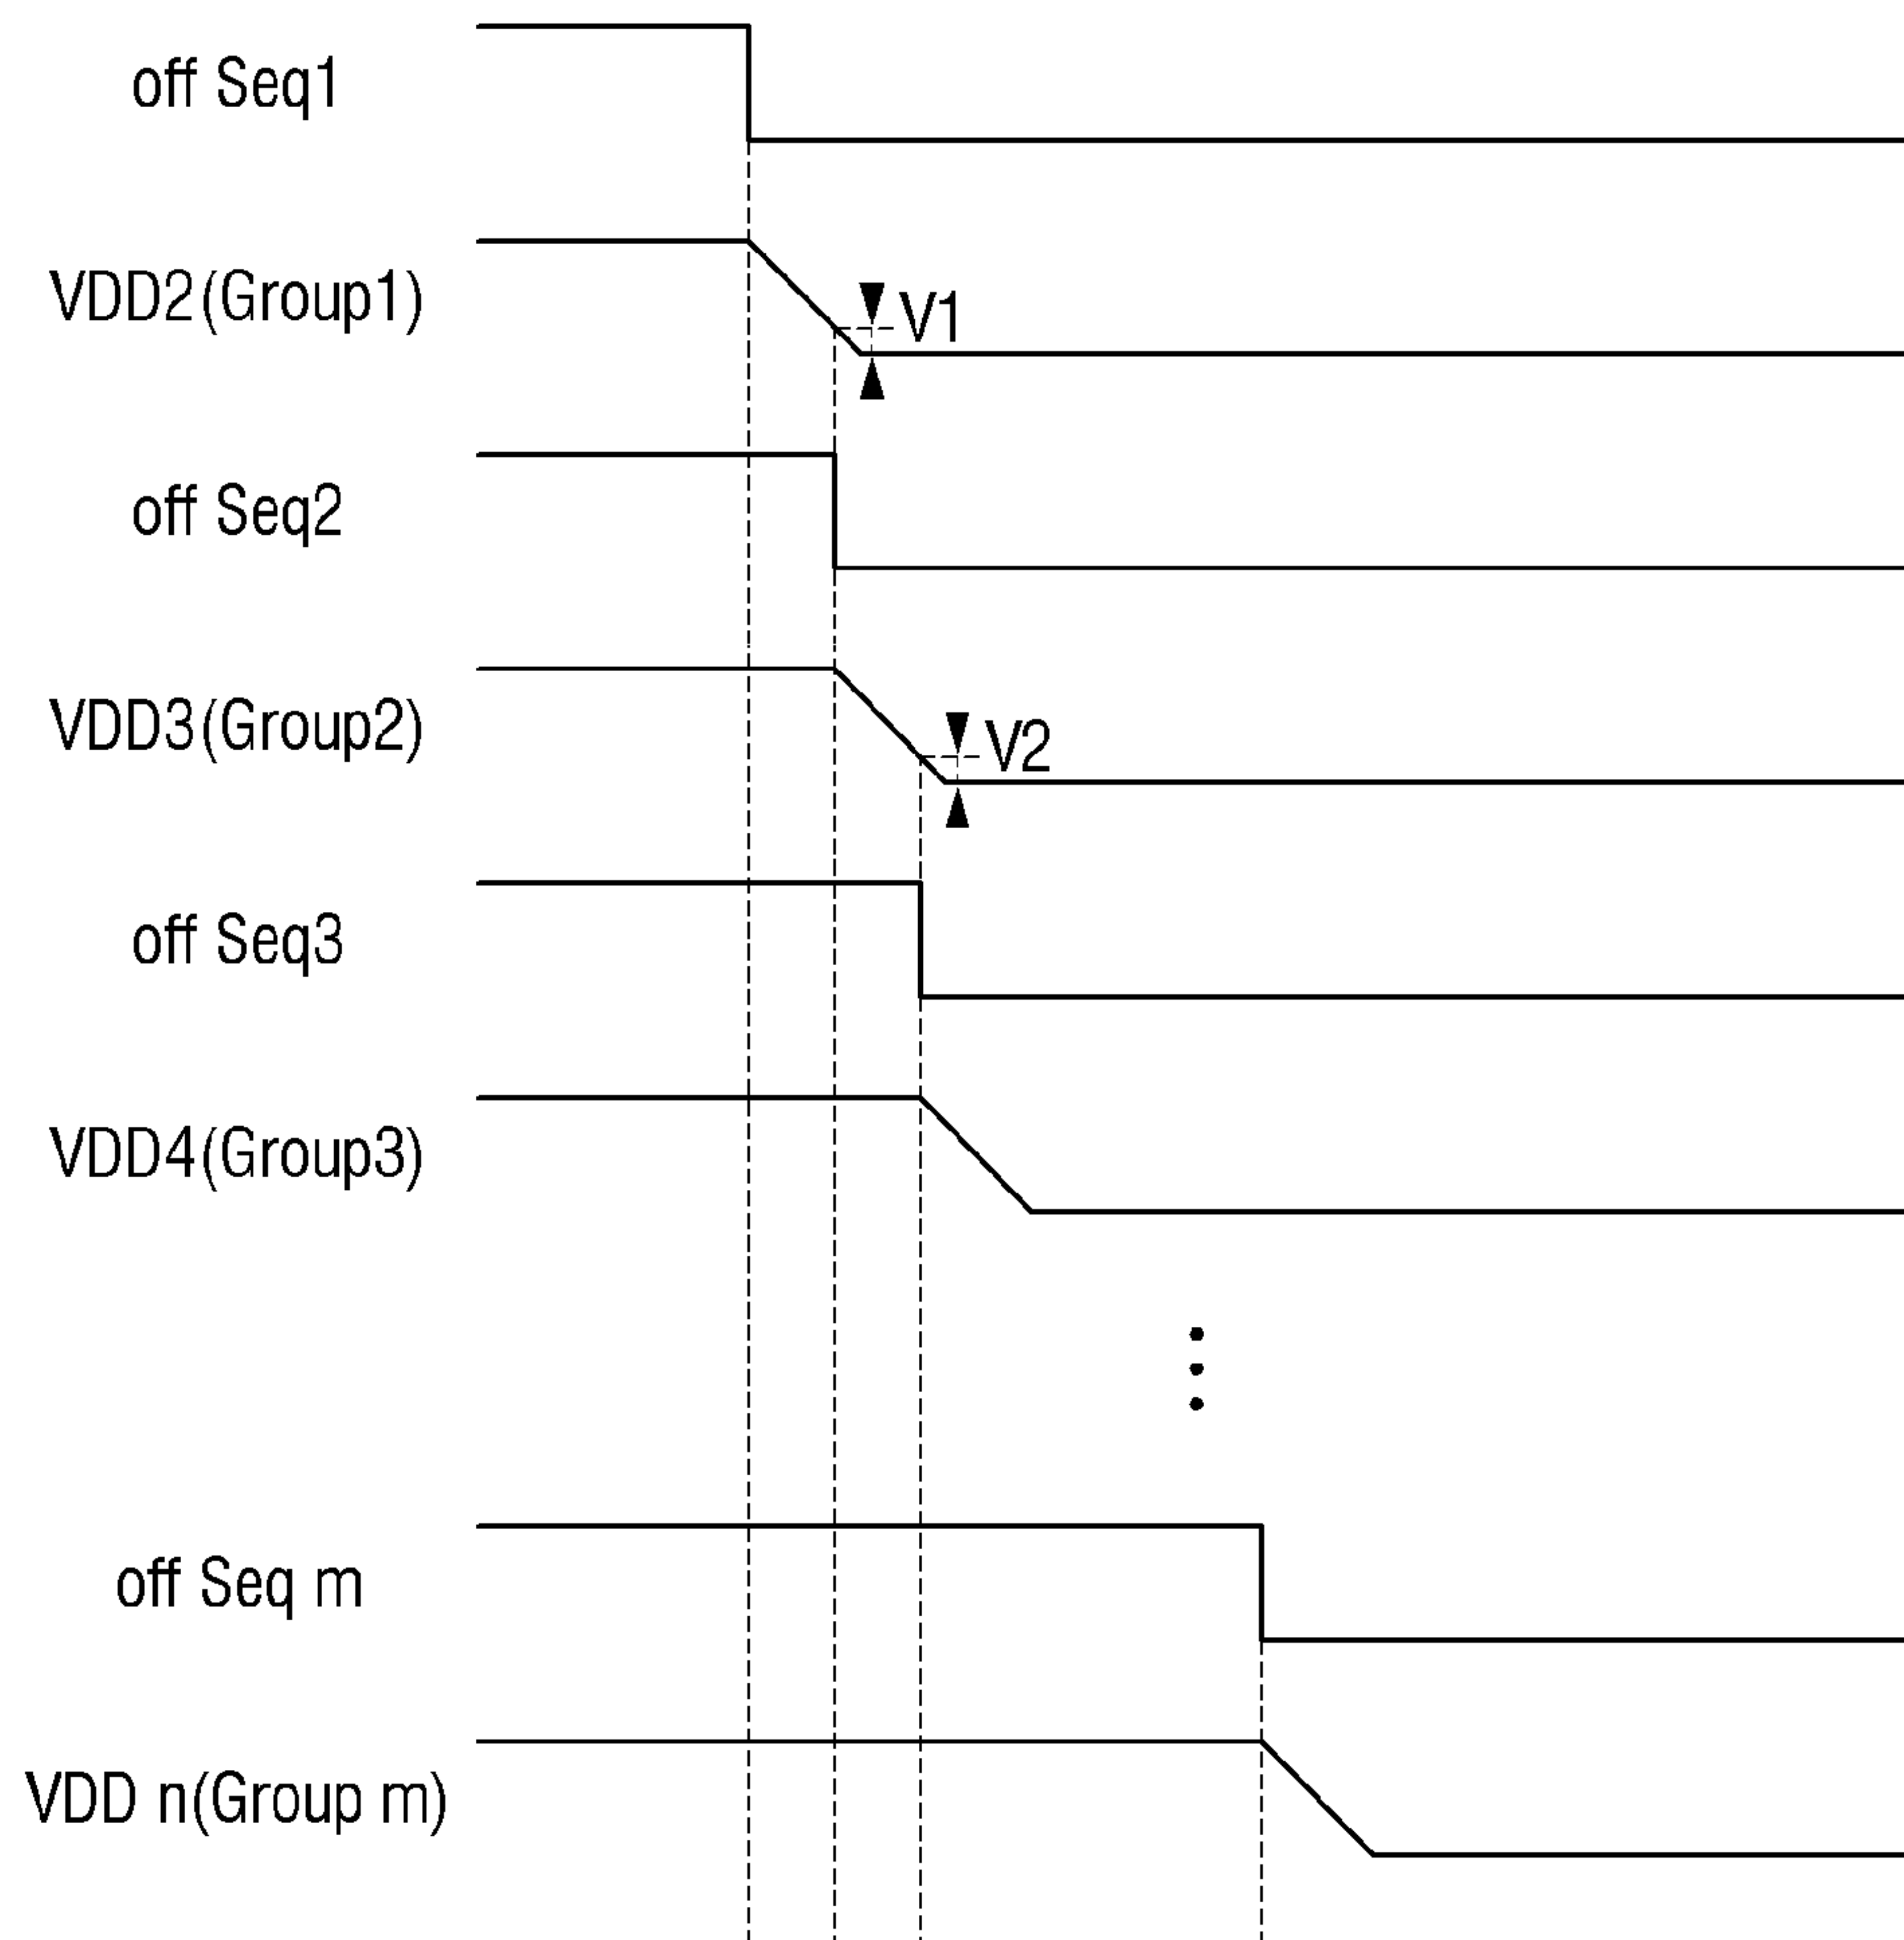 off Seq1
VDD2(Group1)
V1
off Seq2
VDD3(Group2)
V2
off Seq3
VDD4(Group3)
off Seq m
VDD n(Group m)